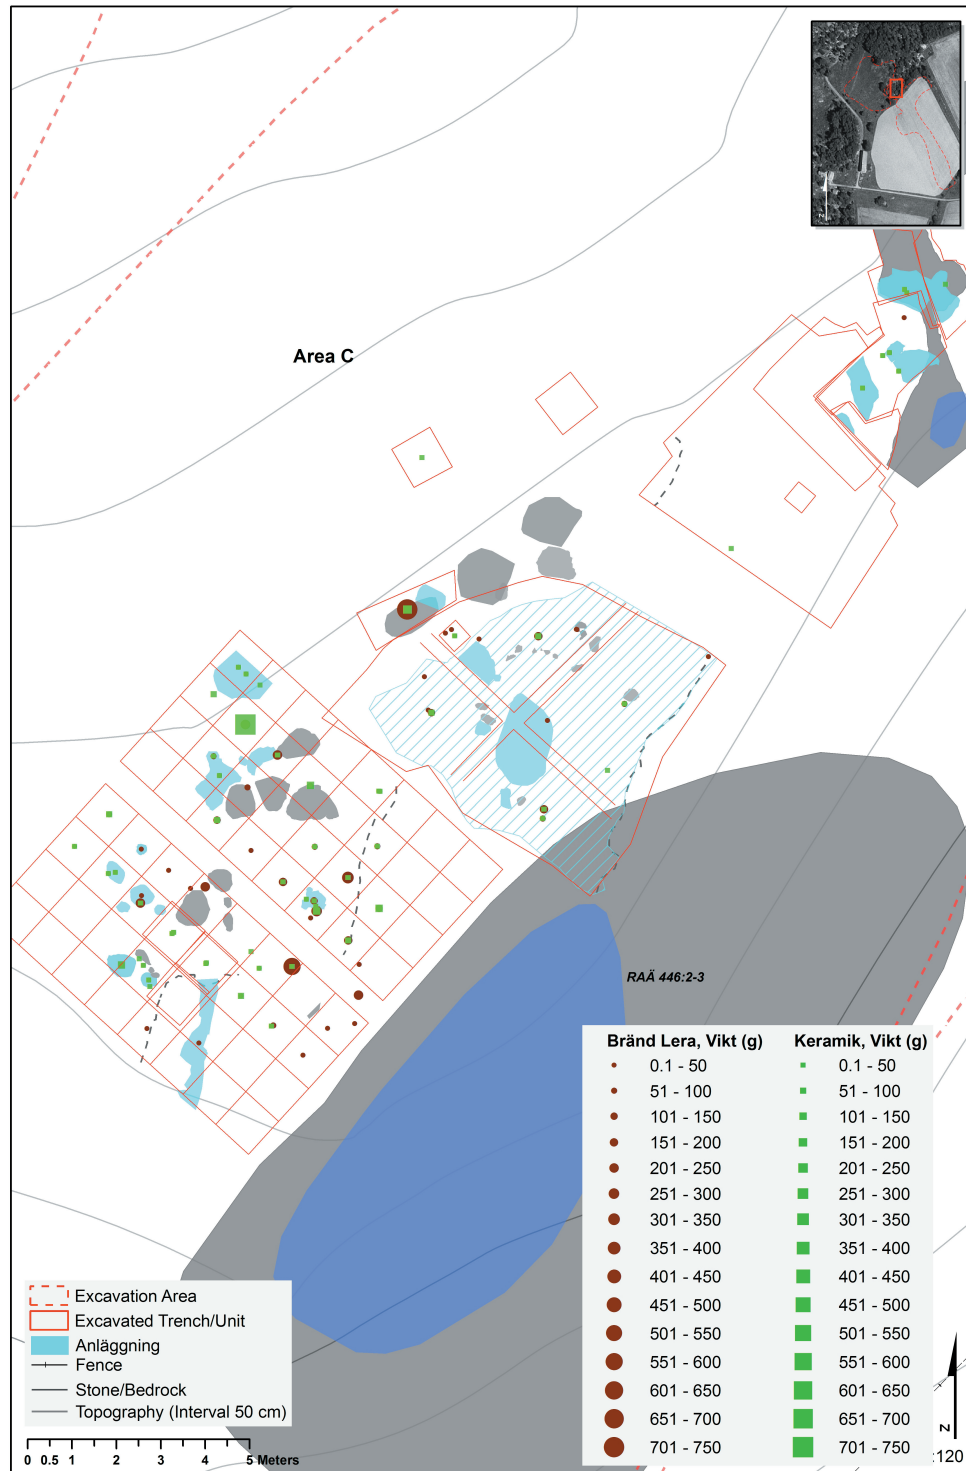 Area C
RAÄ 446:2-3
Bränd Lera, Vikt (g)
0.1 - 50
51 - 100
101 - 150
151 - 200
201 - 250
251 - 300
301 - 350
351 - 400
401 - 450
451 - 500
501 - 550
551 - 600
601 - 650
651 - 700
701 - 750
Keramik, Vikt (g)
0.1 - 50
51 - 100
101 - 150
151 - 200
201 - 250
251 - 300
301 - 350
351 - 400
401 - 450
451 - 500
501 - 550
551 - 600
601 - 650
651 - 700
701 - 750
Excavation Area
Excavated Trench/Unit
Anläggning
Fence
Stone/Bedrock
Topography (Interval 50 cm)
0 0.5 1 2 3 4 5 Meters
N
:120
N